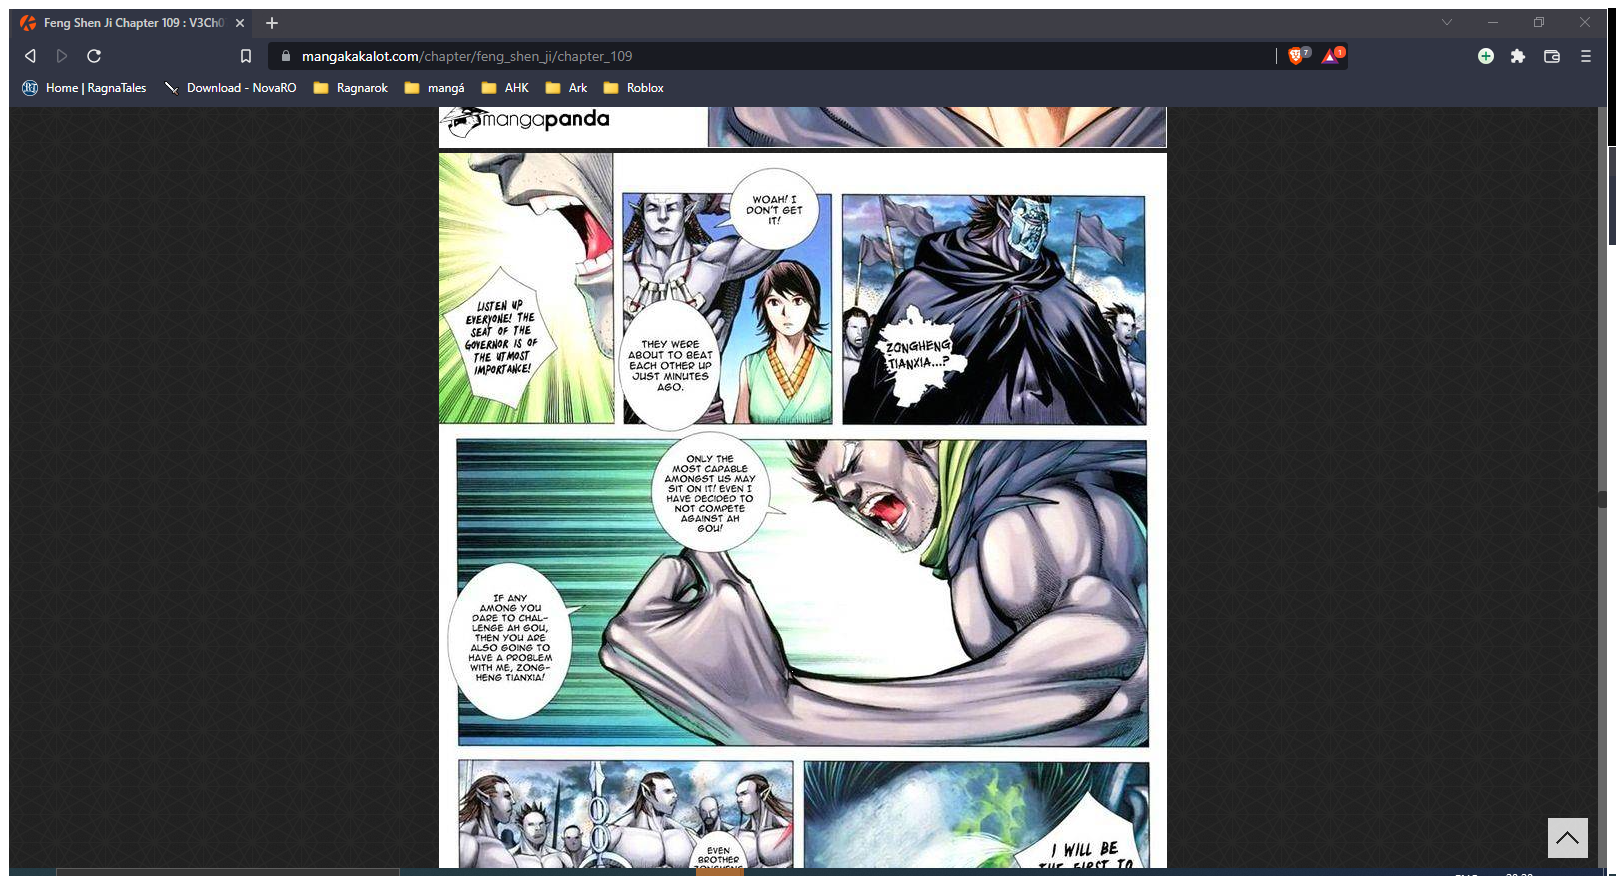 Feng Shen Ji Chapter 109 : V3Ch0
mangakakalot.com/chapter/feng_shen_ji/chapter_109
7
1
Home | RagnaTales
Download - NovaRO
Ragnarok
mangá
AHK
Ark
Roblox
mangapanda
LISTEN UP
EVERYONE! THE
SEAT OF THE
GOVERNOR IS OF
THE UTMOST
IMPORTANCE!
WOAH! I
DON'T GET
IT!
THEY WERE
ABOUT TO BEAT
EACH OTHER UP
JUST MINUTES
AGO.
ZONGHENG
TIANXIA...?
ONLY THE
MOST CAPABLE
AMONGST US MAY
SIT ON IT! EVEN I
HAVE DECIDED TO
NOT COMPETE
AGAINST AH
GOU!
IF ANY
AMONG YOU
DARE TO CHAL-
LENGE AH GOU,
THEN YOU ARE
ALSO GOING TO
HAVE A PROBLEM
WITH ME, ZONG-
HENG TIANXIA!
EVEN
BROTHER
I WILL BE
THE FIRST TO